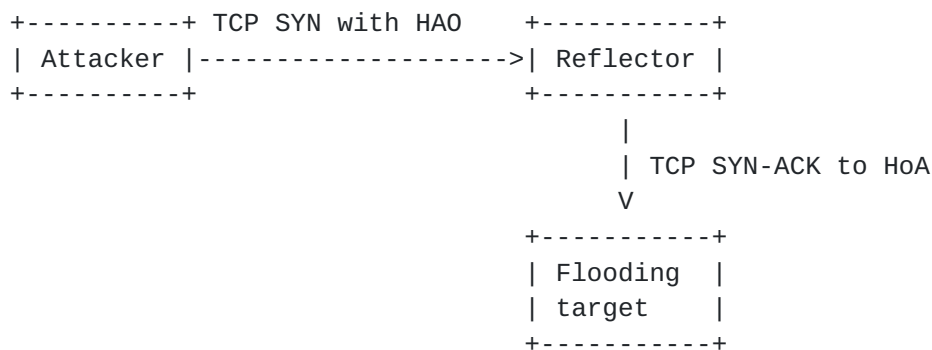 TCP SYN with HAO
Attacker
Reflector
TCP SYN-ACK to HoA
Flooding
target